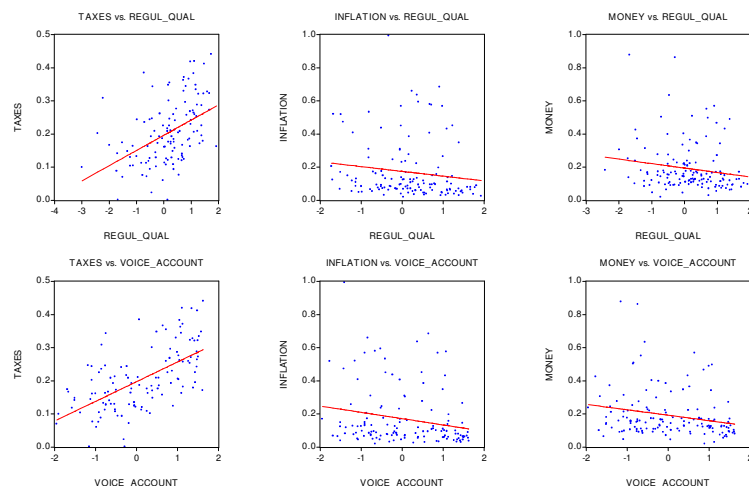 TAXES vs. REGUL_QUAL
0.5
0.4
0.3
0.2
0.1
0.0
-4 -3 -2 -1 0 1 2
TAXES
REGUL_QUAL
INFLATION vs. REGUL_QUAL
1.0
0.8
0.6
0.4
0.2
0.0
-2 -1 0 1 2
INFLATION
REGUL_QUAL
MONEY vs. REGUL_QUAL
1.0
0.8
0.6
0.4
0.2
0.0
-3 -2 -1 0 1 2
MONEY
REGUL_QUAL
TAXES vs. VOICE_ACCOUNT
0.5
0.4
0.3
0.2
0.1
0.0
-2 -1 0 1 2
TAXES
VOICE_ACCOUNT
INFLATION vs. VOICE_ACCOUNT
1.0
0.8
0.6
0.4
0.2
0.0
-2 -1 0 1 2
INFLATION
VOICE_ACCOUNT
MONEY vs. VOICE_ACCOUNT
1.0
0.8
0.6
0.4
0.2
0.0
-2 -1 0 1 2
MONEY
VOICE_ACCOUNT